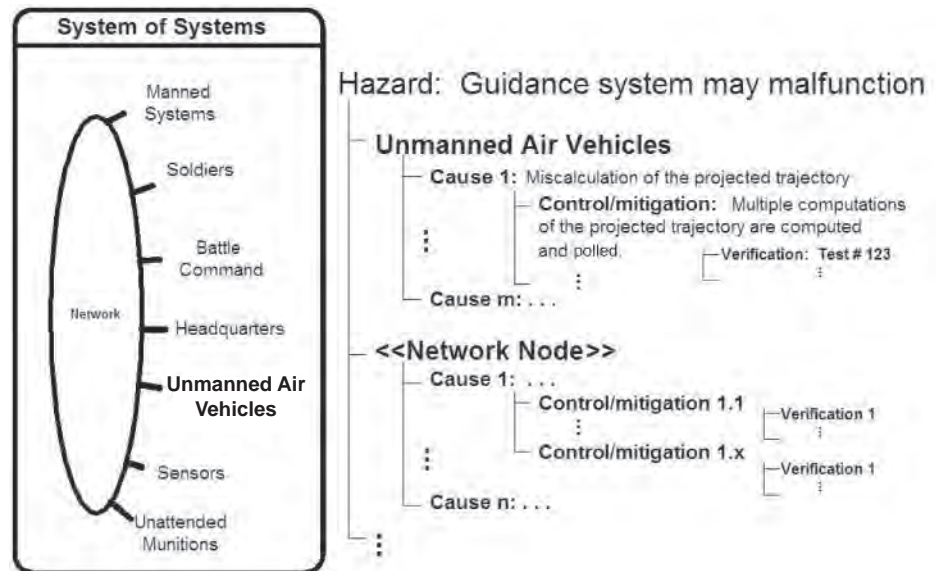 System of Systems
Manned
Systems
Soldiers
Battle
Command
Network
Headquarters
Unmanned Air
Vehicles
Sensors
Unattended
Munitions
Hazard: Guidance system may malfunction
Unmanned Air Vehicles
Cause 1: Miscalculation of the projected trajectory
Control/mitigation: Multiple computations
of the projected trajectory are computed
and polled.
Verification: Test # 123
Cause m: . . .
<<Network Node>>
Cause 1: . . .
Control/mitigation 1.1
Verification 1
Control/mitigation 1.x
Verification 1
Cause n: . . .